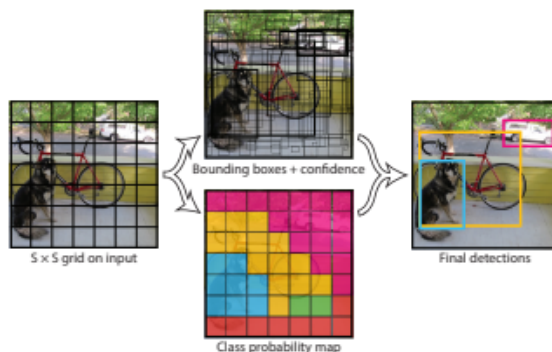 S × S grid on input
Bounding boxes + confidence
Class probability map
Final detections